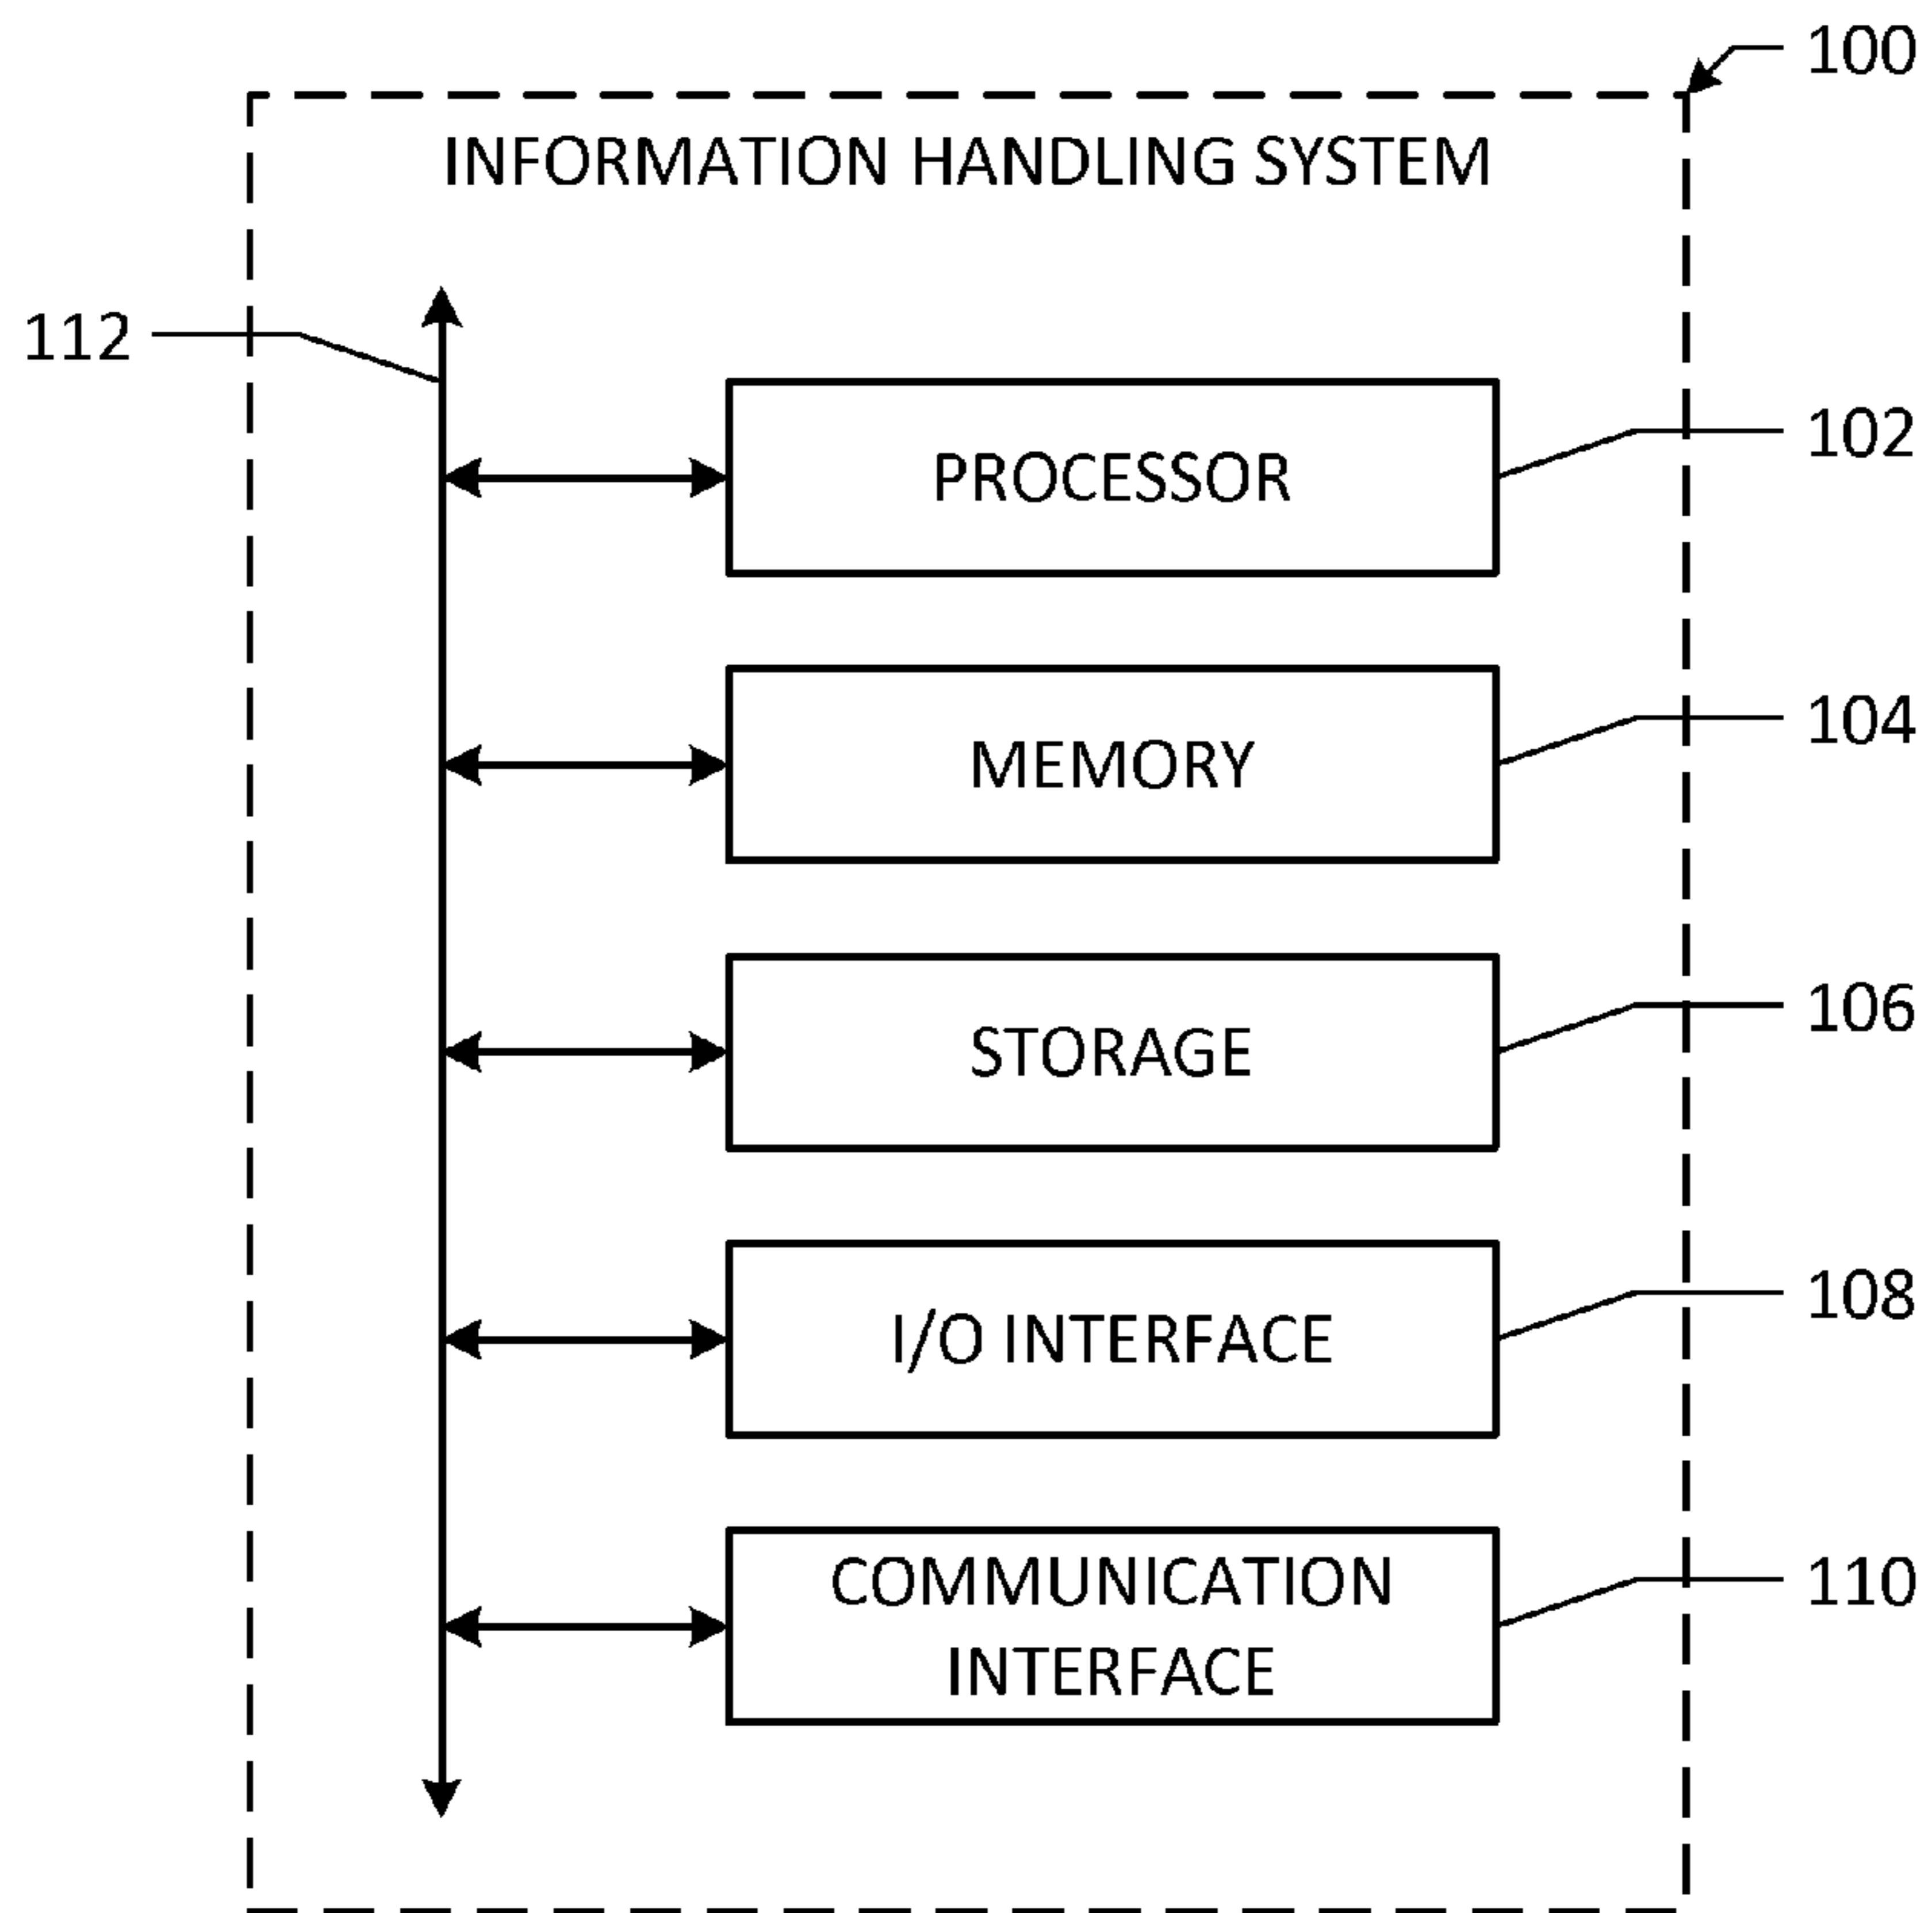 100
INFORMATION HANDLING SYSTEM
112
102
PROCESSOR
104
MEMORY
106
STORAGE
108
I/O INTERFACE
110
COMMUNICATION
INTERFACE